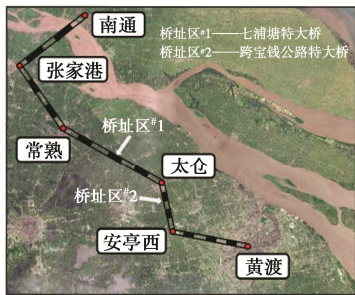 南通
桥址区#1——七浦塘特大桥
桥址区#2——跨宝钱公路特大桥
张家港
常熟
桥址区#1
太仓
桥址区#2
安亭西
黄渡